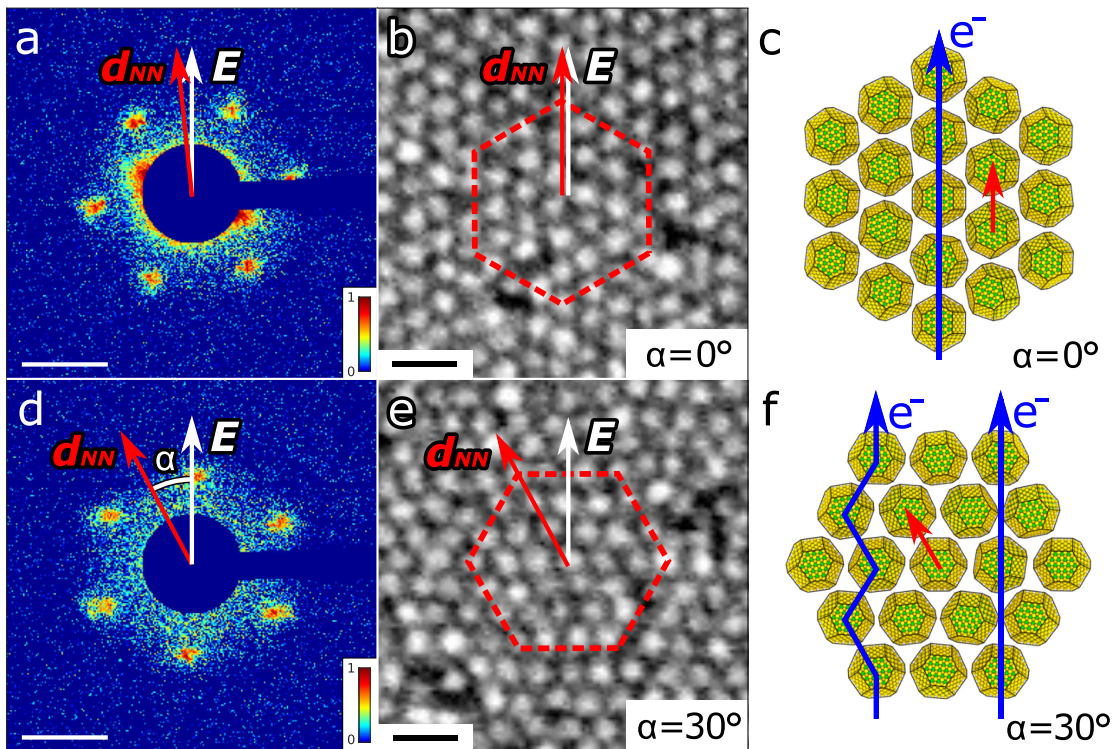 a
d_NN E
1
0
b
d_NN E
α=0°
c
e⁻
α=0°
d
d_NN α E
1
0
e
d_NN E
α=30°
f
e⁻ e⁻
α=30°